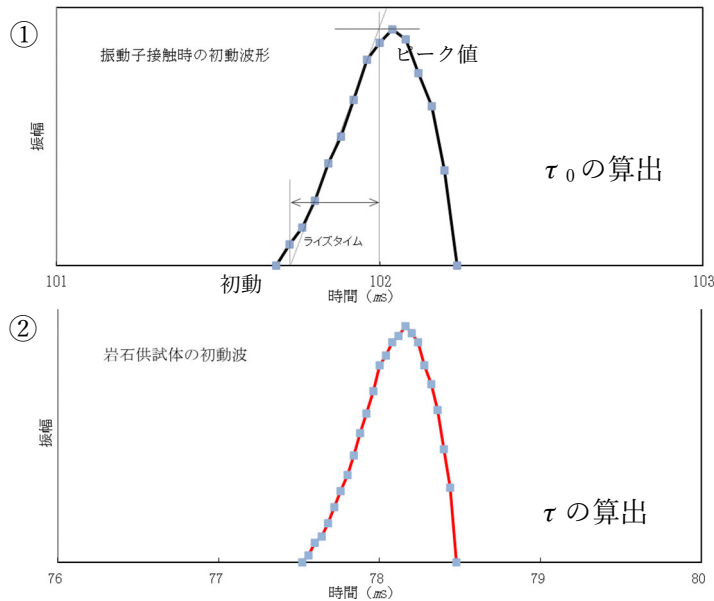 ①
振動子接触時の初動波形
ピーク値
振幅
τ₀の算出
ライズタイム
初動
101 102 103
時間（ms）
②
岩石供試体の初動波
振幅
τの算出
76 77 78 79 80
時間（ms）